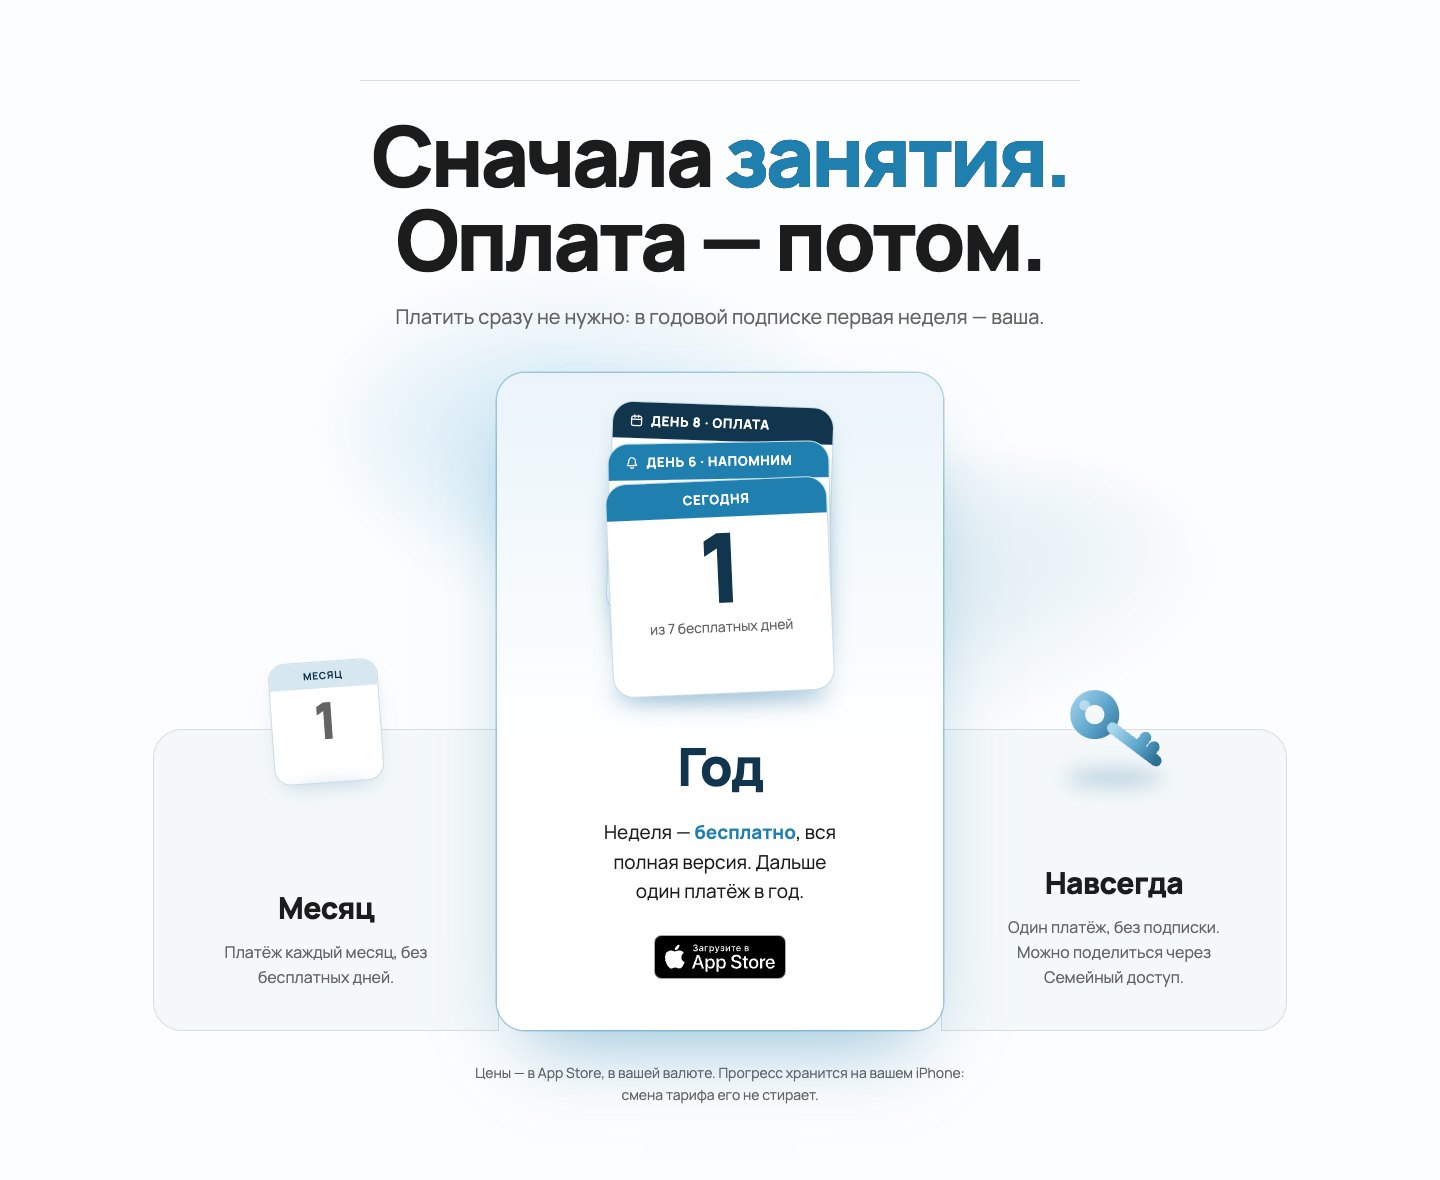 Сначала занятия.
Оплата — потом.
Платить сразу не нужно: в годовой подписке первая неделя — ваша.
ДЕНЬ 8 · ОПЛАТА
ДЕНЬ 6 · НАПОМНИМ
СЕГОДНЯ
1
из 7 бесплатных дней
Год
Неделя — бесплатно, вся
полная версия. Дальше
один платёж в год.
Загрузите в
App Store
МЕСЯЦ
1
Месяц
Платёж каждый месяц, без
бесплатных дней.
Навсегда
Один платёж, без подписки.
Можно поделиться через
Семейный доступ.
Цены — в App Store, в вашей валюте. Прогресс хранится на вашем iPhone:
смена тарифа его не стирает.